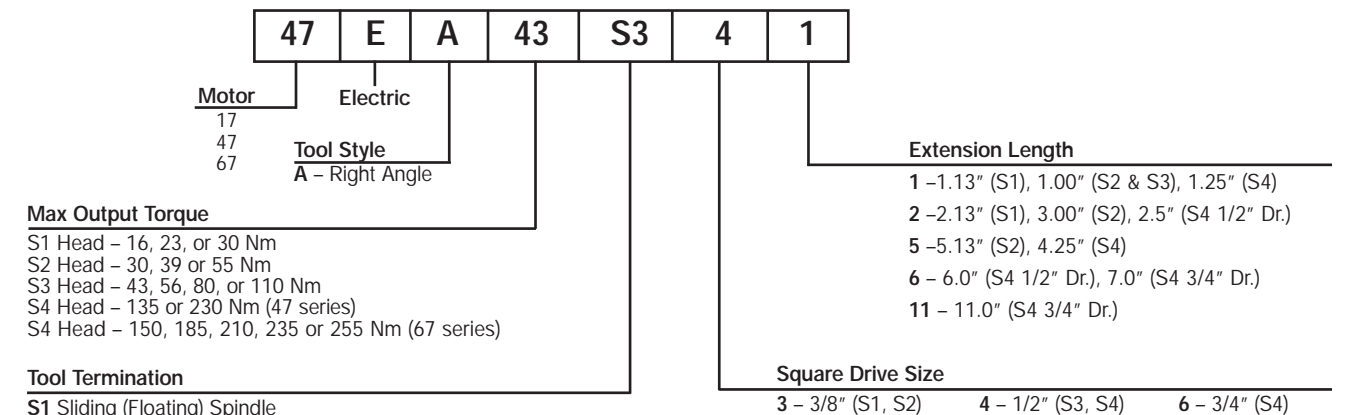 47 E A 43 S3 4 1
Motor
17
47
67
Electric
Tool Style
A – Right Angle
Max Output Torque
S1 Head – 16, 23, or 30 Nm
S2 Head – 30, 39 or 55 Nm
S3 Head – 43, 56, 80, or 110 Nm
S4 Head – 135 or 230 Nm (47 series)
S4 Head – 150, 185, 210, 235 or 255 Nm (67 series)
Tool Termination
S1 Sliding (Floating) Spindle
Extension Length
1 –1.13" (S1), 1.00" (S2 & S3), 1.25" (S4)
2 –2.13" (S1), 3.00" (S2), 2.5" (S4 1/2" Dr.)
5 –5.13" (S2), 4.25" (S4)
6 – 6.0" (S4 1/2" Dr.), 7.0" (S4 3/4" Dr.)
11 – 11.0" (S4 3/4" Dr.)
Square Drive Size
3 – 3/8" (S1, S2) 4 – 1/2" (S3, S4) 6 – 3/4" (S4)